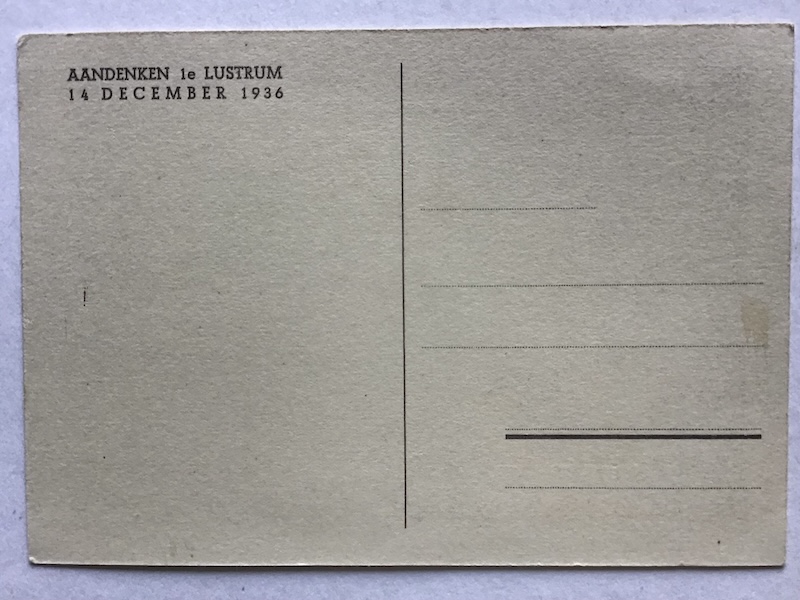 AANDENKEN 1e LUSTRUM
14 DECEMBER 1936